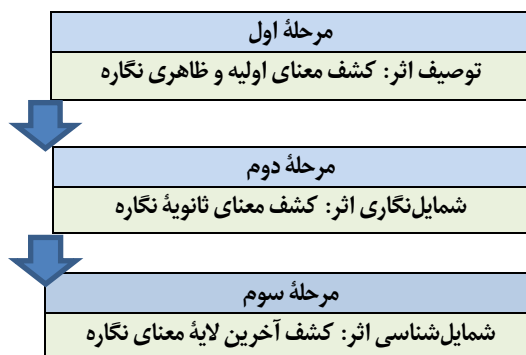 مرحلهٔ اول
توصیف اثر: کشف معنای اولیه و ظاهری نگاره
مرحلهٔ دوم
شمایل‌نگاری اثر: کشف معنای ثانویهٔ نگاره
مرحلهٔ سوم
شمایل‌شناسی اثر: کشف آخرین لایهٔ معنای نگاره